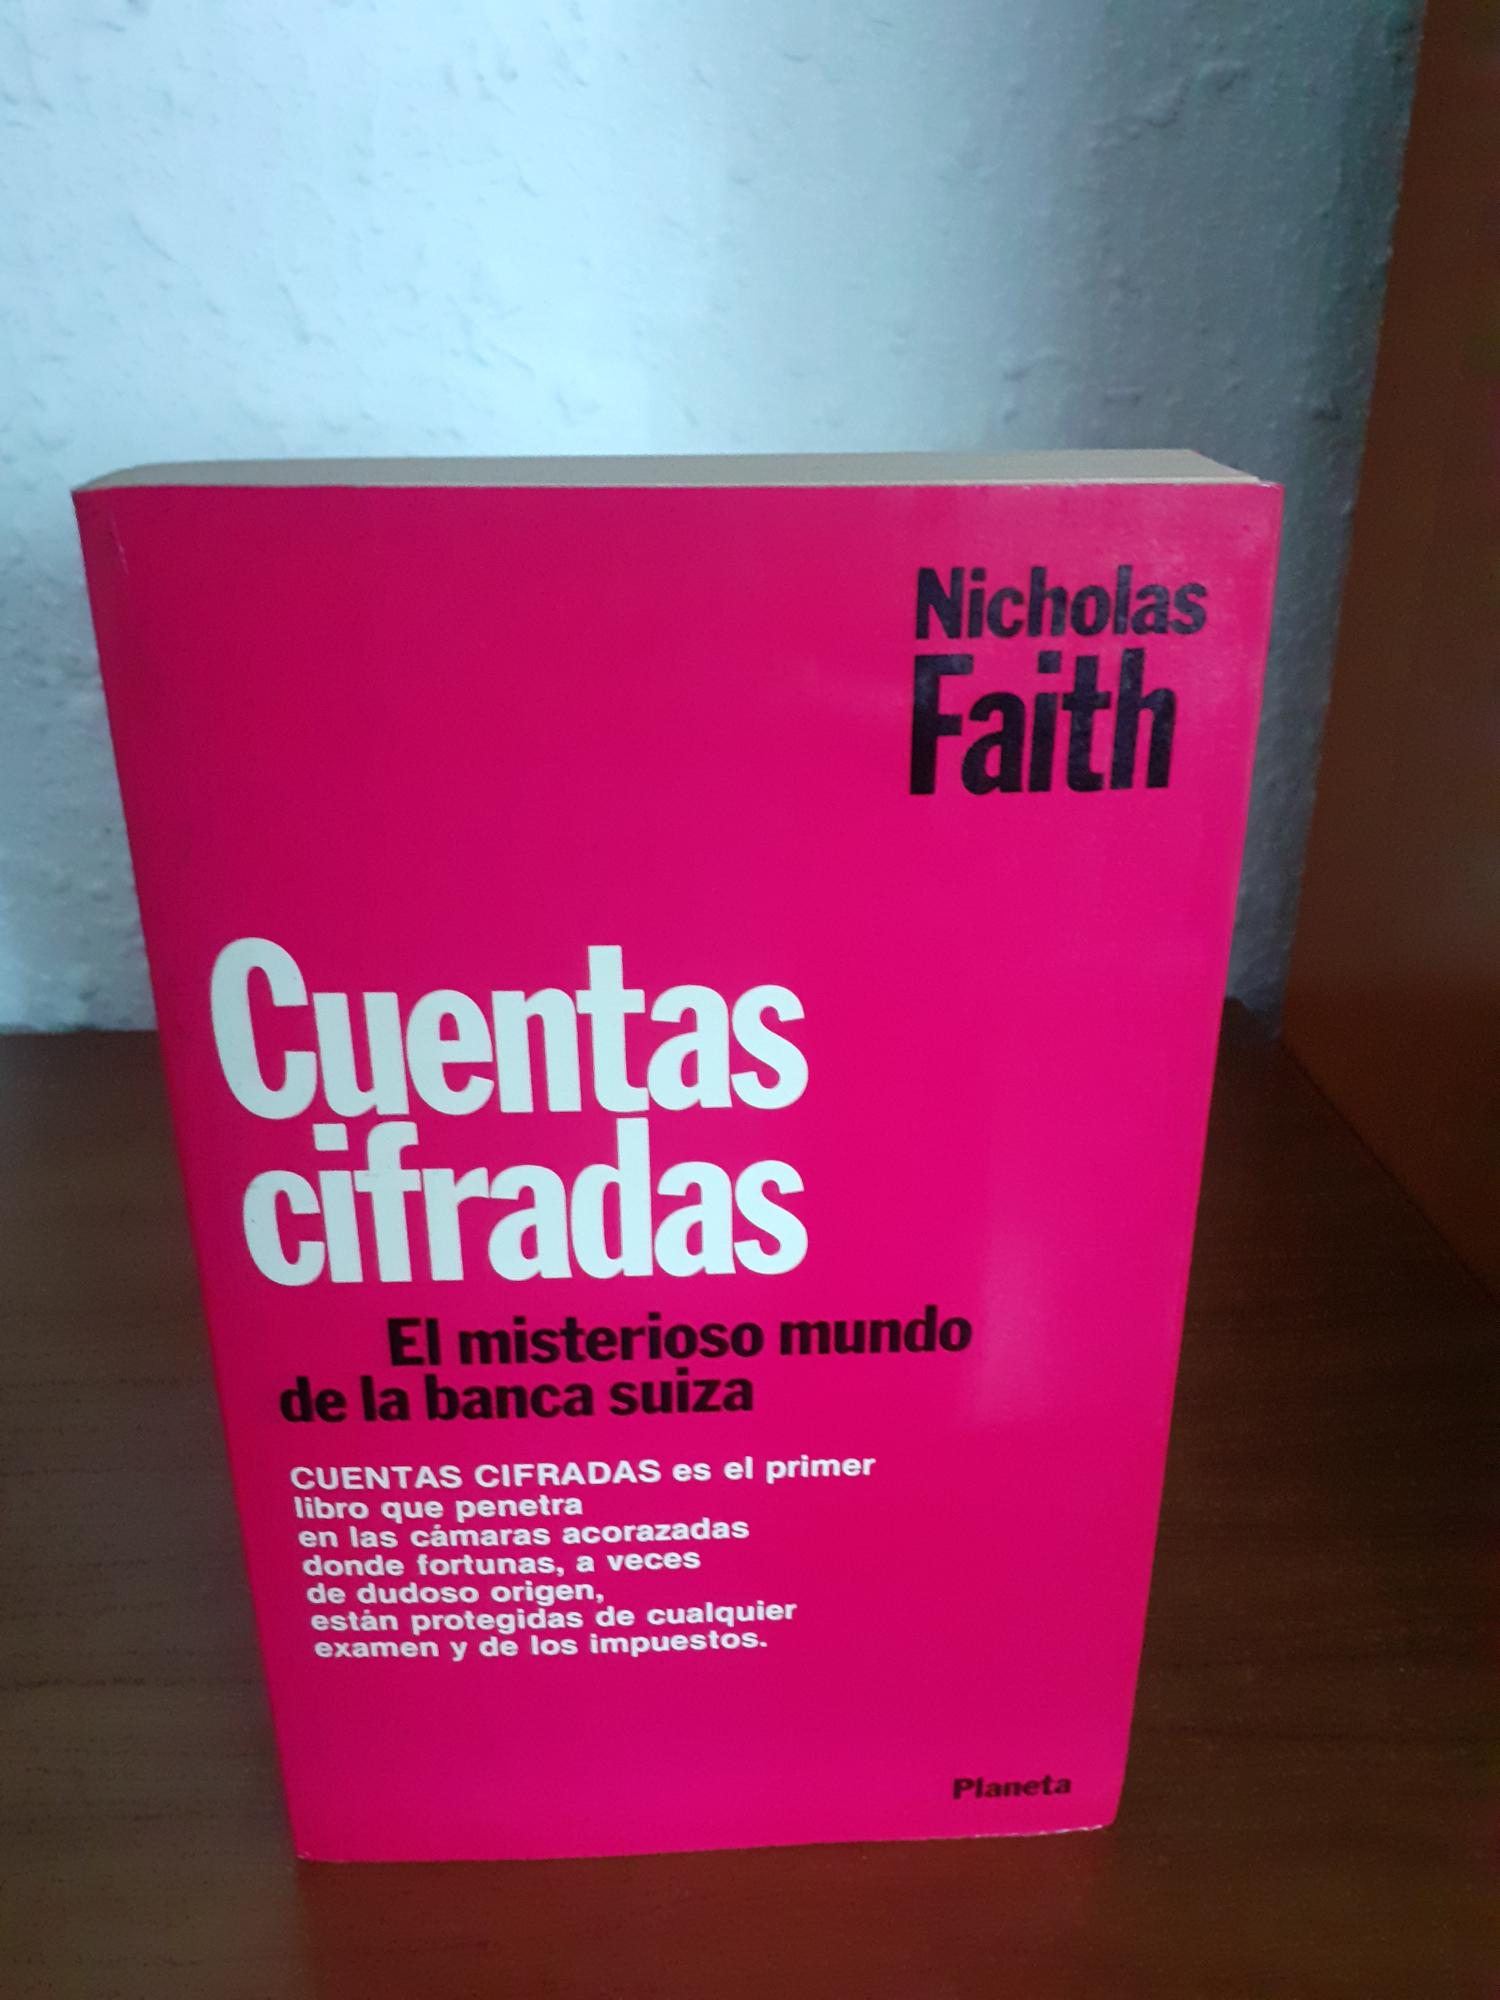 Nicholas
Faith
Cuentas
cifradas
El misterioso mundo
de la banca suiza
CUENTAS CIFRADAS es el primer
libro que penetra
en las cámaras acorazadas
donde fortunas, a veces
de dudoso origen,
están protegidas de cualquier
examen y de los impuestos.
Planeta